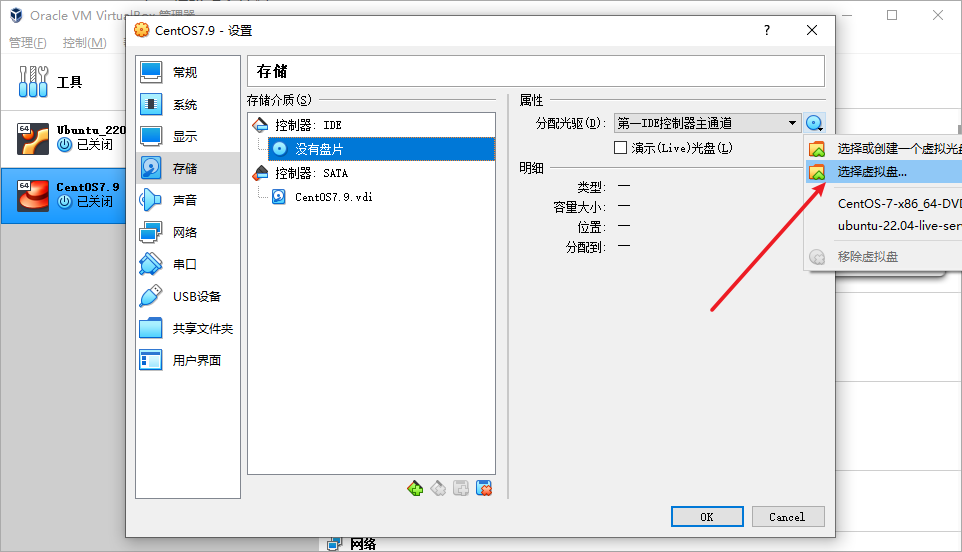 Oracle VM VirtualBox 管理器
管理(F) 控制(M)
工具
64
Ubuntu_220
已关闭
64
CentOS7.9
已关闭
CentOS7.9 - 设置
?
常规
系统
显示
存储
声音
网络
串口
USB设备
共享文件夹
用户界面
存储
存储介质(S)
控制器: IDE
没有盘片
控制器: SATA
CentOS7.9.vdi
属性
分配光驱(D): 第一IDE控制器主通道
演示(Live)光盘(L)
明细
类型: —
容量大小: —
位置: —
分配到: —
选择或创建一个虚拟光盘
选择虚拟盘...
CentOS-7-x86_64-DVD
ubuntu-22.04-live-ser
移除虚拟盘
OK Cancel
网络